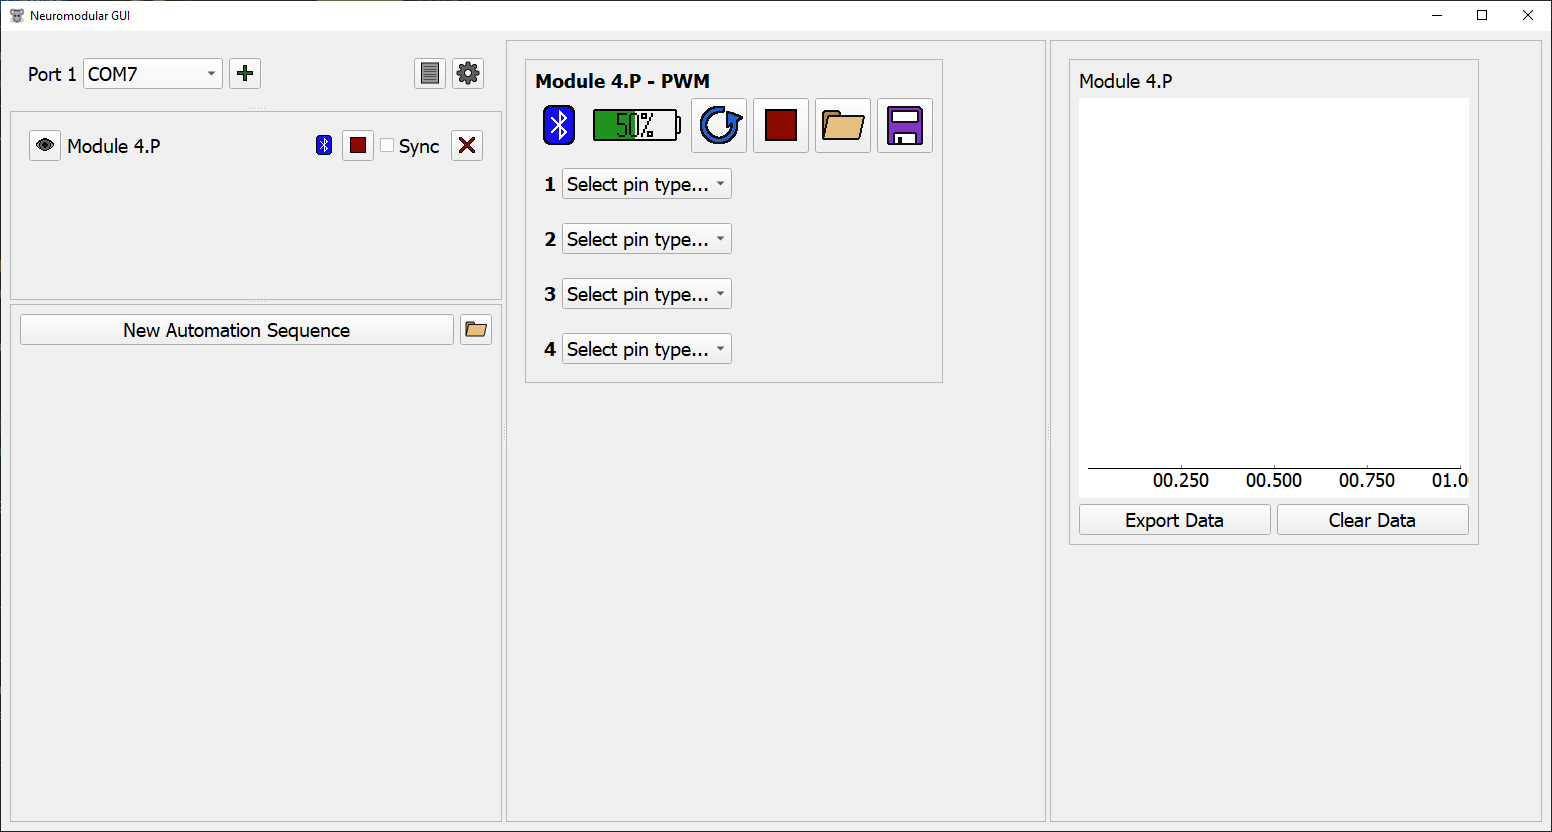 Neuromodular GUI
Port 1 COM7
Module 4.P Sync
New Automation Sequence
Module 4.P - PWM
50%
1 Select pin type...
2 Select pin type...
3 Select pin type...
4 Select pin type...
Module 4.P
00.250 00.500 00.750 01.0
Export Data Clear Data